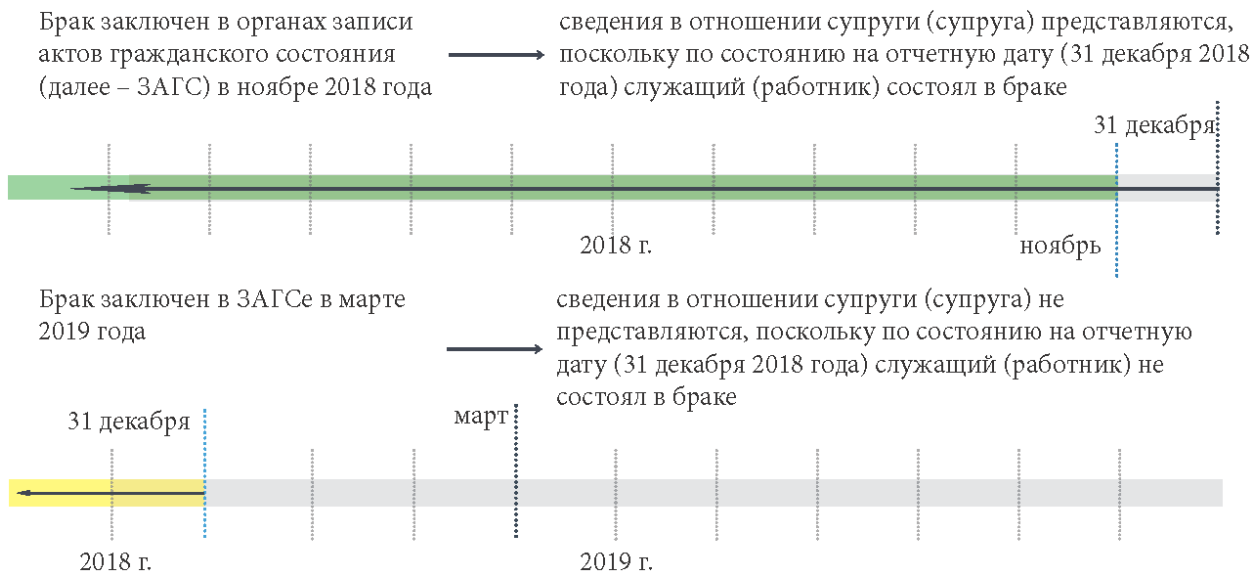 Брак заключен в органах записи
актов гражданского состояния
(далее – ЗАГС) в ноябре 2018 года
сведения в отношении супруги (супруга) представляются,
поскольку по состоянию на отчетную дату (31 декабря 2018
года) служащий (работник) состоял в браке
31 декабря
2018 г.
ноябрь
Брак заключен в ЗАГСе в марте
2019 года
сведения в отношении супруги (супруга) не
представляются, поскольку по состоянию на отчетную
дату (31 декабря 2018 года) служащий (работник) не
состоял в браке
31 декабря
март
2018 г.
2019 г.